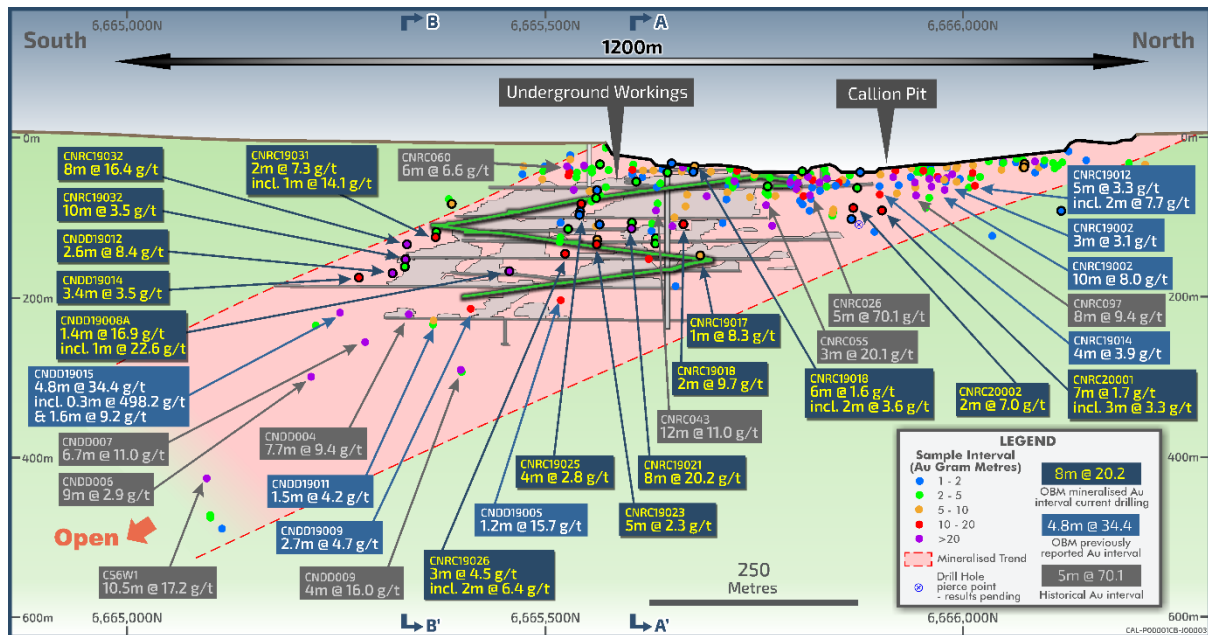 6,665,000N
B
6,665,500N
A
6,666,000N
South
1200m
North
Underground Workings
Callion Pit
0m
0m
CNRC19032
8m @ 16.4 g/t
CNRC19031
2m @ 7.3 g/t
incl. 1m @ 14.1 g/t
CNRC060
6m @ 6.6 g/t
CNRC19012
5m @ 3.3 g/t
incl. 2m @ 7.7 g/t
CNRC19032
10m @ 3.5 g/t
CNRC19002
3m @ 3.1 g/t
CNDD19012
2.6m @ 8.4 g/t
CNRC19002
10m @ 8.0 g/t
CNDD19014
3.4m @ 3.5 g/t
200m
200m
CNRC097
8m @ 9.4 g/t
CNDD19008A
1.4m @ 16.9 g/t
incl. 1m @ 22.6 g/t
CNRC19017
1m @ 8.3 g/t
CNRC026
5m @ 70.1 g/t
CNRC055
3m @ 20.1 g/t
CNRC19014
4m @ 3.9 g/t
CNDD19015
4.8m @ 34.4 g/t
incl. 0.3m @ 498.2 g/t
& 1.6m @ 9.2 g/t
CNRC19018
2m @ 9.7 g/t
CNRC19018
6m @ 1.6 g/t
incl. 2m @ 3.6 g/t
CNRC20002
2m @ 7.0 g/t
CNRC20001
7m @ 1.7 g/t
incl. 3m @ 3.3 g/t
CNDD007
6.7m @ 11.0 g/t
CNDD004
7.7m @ 9.4 g/t
CNRC043
12m @ 11.0 g/t
CNDD006
9m @ 2.9 g/t
CNDD19011
1.5m @ 4.2 g/t
CNRC19025
4m @ 2.8 g/t
CNRC19021
8m @ 20.2 g/t
400m
400m
CNDD19009
2.7m @ 4.7 g/t
CNDD19005
1.2m @ 15.7 g/t
CNRC19023
5m @ 2.3 g/t
Open
CS6W1
10.5m @ 17.2 g/t
CNDD009
4m @ 16.0 g/t
CNRC19026
3m @ 4.5 g/t
incl. 2m @ 6.4 g/t
250
Metres
LEGEND
Sample Interval
(Au Gram Metres)
1 - 2
2 - 5
5 - 10
10 - 20
>20
Mineralised Trend
Drill Hole
pierce point
- results pending
8m @ 20.2
OBM mineralised Au
interval current drilling
4.8m @ 34.4
OBM previously
reported Au interval
5m @ 70.1
Historical Au interval
600m
6,665,000N
B'
6,665,500N
A'
6,666,000N
600m
CAL-P00001CB-J00003